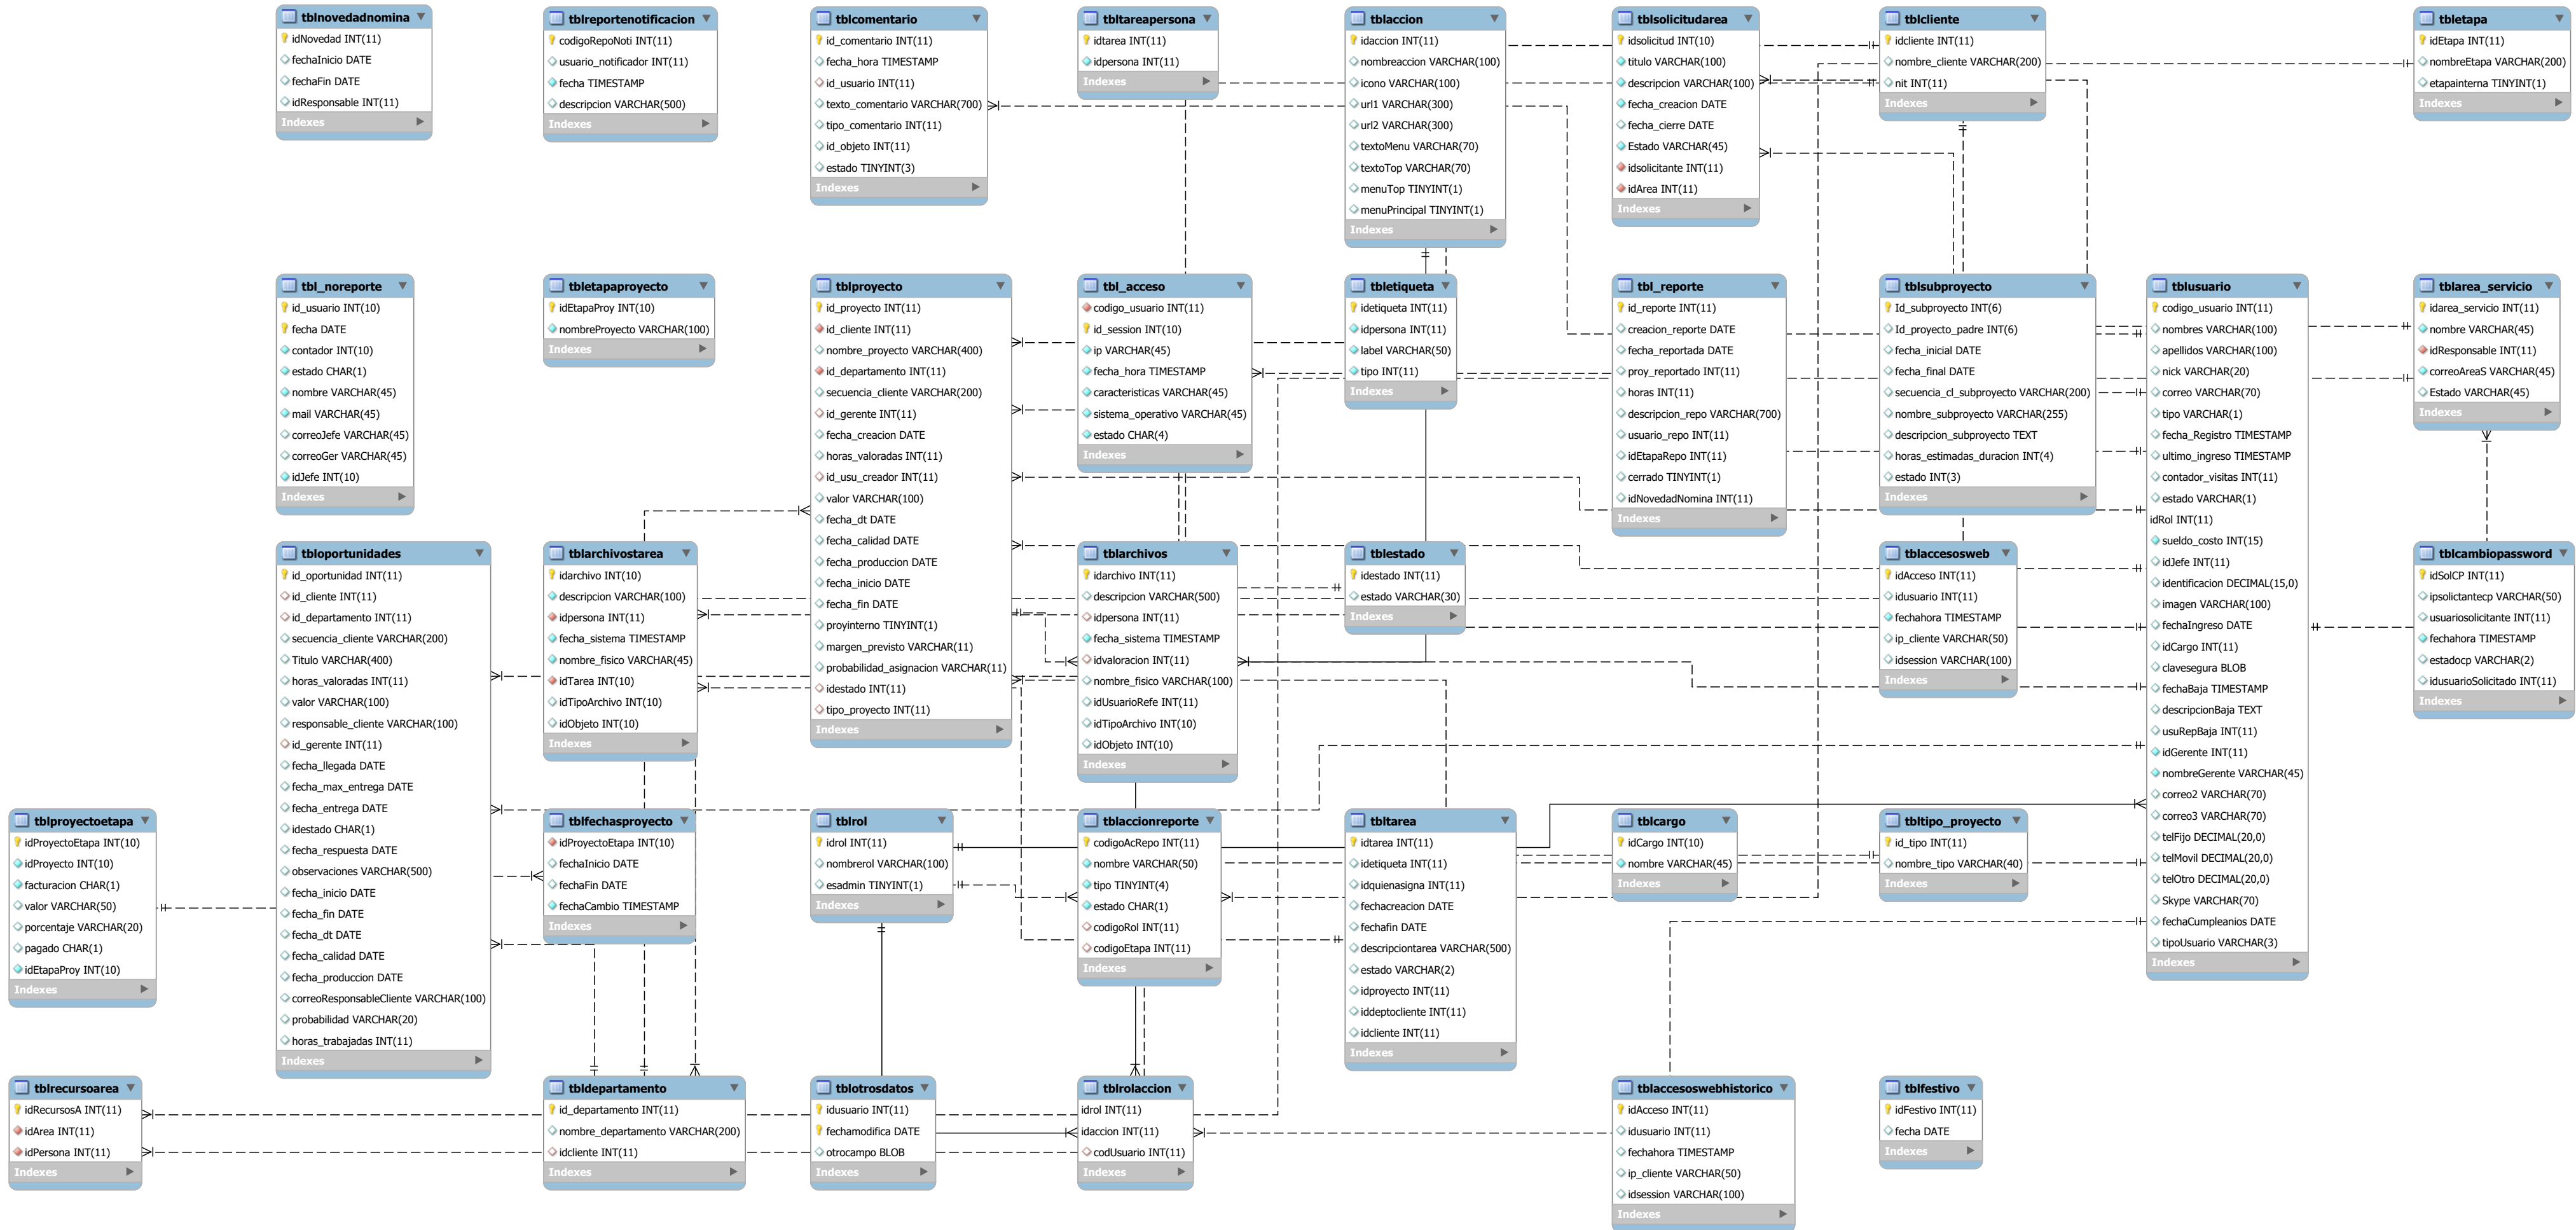 tblnovedadnomina
idNovedad INT(11)
fechaInicio DATE
fechaFin DATE
idResponsable INT(11)
Indexes
tblreportenotificacion
codigoRepoNoti INT(11)
usuario_notificador INT(11)
fecha TIMESTAMP
descripcion VARCHAR(500)
Indexes
tblcomentario
id_comentario INT(11)
fecha_hora TIMESTAMP
id_usuario INT(11)
texto_comentario VARCHAR(700)
tipo_comentario INT(11)
id_objeto INT(11)
estado TINYINT(3)
Indexes
tbltareapersona
idtarea INT(11)
idpersona INT(11)
Indexes
tblaccion
idaccion INT(11)
nombreaccion VARCHAR(100)
icono VARCHAR(100)
url1 VARCHAR(300)
url2 VARCHAR(300)
textoMenu VARCHAR(70)
textoTop VARCHAR(70)
menuTop TINYINT(1)
menuPrincipal TINYINT(1)
Indexes
tblsolicitudarea
idsolicitud INT(10)
titulo VARCHAR(100)
descripcion VARCHAR(100)
fecha_creacion DATE
fecha_cierre DATE
Estado VARCHAR(45)
idsolicitante INT(11)
idArea INT(11)
Indexes
tblcliente
idcliente INT(11)
nombre_cliente VARCHAR(200)
nit INT(11)
Indexes
tbletapa
idEtapa INT(11)
nombreEtapa VARCHAR(200)
etapainterna TINYINT(1)
Indexes
tbl_noreporte
id_usuario INT(10)
fecha DATE
contador INT(10)
estado CHAR(1)
nombre VARCHAR(45)
mail VARCHAR(45)
correoJefe VARCHAR(45)
correoGer VARCHAR(45)
idJefe INT(10)
Indexes
tbletapaproyecto
idEtapaProy INT(10)
nombreProyecto VARCHAR(100)
Indexes
tblproyecto
id_proyecto INT(11)
id_cliente INT(11)
nombre_proyecto VARCHAR(400)
id_departamento INT(11)
secuencia_cliente VARCHAR(200)
id_gerente INT(11)
fecha_creacion DATE
horas_valoradas INT(11)
id_usu_creador INT(11)
valor VARCHAR(100)
fecha_dt DATE
fecha_calidad DATE
fecha_produccion DATE
fecha_inicio DATE
fecha_fin DATE
proyinterno TINYINT(1)
margen_previsto VARCHAR(11)
probabilidad_asignacion VARCHAR(11)
idestado INT(11)
tipo_proyecto INT(11)
Indexes
tbl_acceso
codigo_usuario INT(11)
id_session INT(10)
ip VARCHAR(45)
fecha_hora TIMESTAMP
caracteristicas VARCHAR(45)
sistema_operativo VARCHAR(45)
estado CHAR(4)
Indexes
tbletiqueta
idetiqueta INT(11)
idpersona INT(11)
label VARCHAR(50)
tipo INT(11)
Indexes
tbl_reporte
id_reporte INT(11)
creacion_reporte DATE
fecha_reportada DATE
proy_reportado INT(11)
horas INT(11)
descripcion_repo VARCHAR(700)
usuario_repo INT(11)
idEtapaRepo INT(11)
cerrado TINYINT(1)
idNovedadNomina INT(11)
Indexes
tblsubproyecto
Id_subproyecto INT(6)
Id_proyecto_padre INT(6)
fecha_inicial DATE
fecha_final DATE
secuencia_cl_subproyecto VARCHAR(200)
nombre_subproyecto VARCHAR(255)
descripcion_subproyecto TEXT
horas_estimadas_duracion INT(4)
estado INT(3)
Indexes
tblusuario
codigo_usuario INT(11)
nombres VARCHAR(100)
apellidos VARCHAR(100)
nick VARCHAR(20)
correo VARCHAR(70)
tipo VARCHAR(1)
fecha_Registro TIMESTAMP
ultimo_ingreso TIMESTAMP
contador_visitas INT(11)
estado VARCHAR(1)
idRol INT(11)
sueldo_costo INT(15)
idJefe INT(11)
identificacion DECIMAL(15,0)
imagen VARCHAR(100)
fechaIngreso DATE
idCargo INT(11)
clavesegura BLOB
fechaBaja TIMESTAMP
descripcionBaja TEXT
usuRepBaja INT(11)
idGerente INT(11)
nombreGerente VARCHAR(45)
correo2 VARCHAR(70)
correo3 VARCHAR(70)
telFijo DECIMAL(20,0)
telMovil DECIMAL(20,0)
telOtro DECIMAL(20,0)
Skype VARCHAR(70)
fechaCumpleanios DATE
tipoUsuario VARCHAR(3)
Indexes
tblarea_servicio
idarea_servicio INT(11)
nombre VARCHAR(45)
idResponsable INT(11)
correoAreaS VARCHAR(45)
Estado VARCHAR(45)
Indexes
tbloportunidades
id_oportunidad INT(11)
id_cliente INT(11)
id_departamento INT(11)
secuencia_cliente VARCHAR(200)
Titulo VARCHAR(400)
horas_valoradas INT(11)
valor VARCHAR(100)
responsable_cliente VARCHAR(100)
id_gerente INT(11)
fecha_llegada DATE
fecha_max_entrega DATE
fecha_entrega DATE
idestado CHAR(1)
fecha_respuesta DATE
observaciones VARCHAR(500)
fecha_inicio DATE
fecha_fin DATE
fecha_dt DATE
fecha_calidad DATE
fecha_produccion DATE
correoResponsableCliente VARCHAR(100)
probabilidad VARCHAR(20)
horas_trabajadas INT(11)
Indexes
tblarchivostarea
idarchivo INT(10)
descripcion VARCHAR(100)
idpersona INT(11)
fecha_sistema TIMESTAMP
nombre_fisico VARCHAR(45)
idTarea INT(10)
idTipoArchivo INT(10)
idObjeto INT(10)
Indexes
tblarchivos
idarchivo INT(11)
descripcion VARCHAR(500)
idpersona INT(11)
fecha_sistema TIMESTAMP
idvaloracion INT(11)
nombre_fisico VARCHAR(100)
idUsuarioRefe INT(11)
idTipoArchivo INT(10)
idObjeto INT(10)
Indexes
tblestado
idestado INT(11)
estado VARCHAR(30)
Indexes
tblaccesosweb
idAcceso INT(11)
idusuario INT(11)
fechahora TIMESTAMP
ip_cliente VARCHAR(50)
idsession VARCHAR(100)
Indexes
tblcambiopassword
idSolCP INT(11)
ipsolictantecp VARCHAR(50)
usuariosolicitante INT(11)
fechahora TIMESTAMP
estadocp VARCHAR(2)
idusuarioSolicitado INT(11)
Indexes
tblproyectoetapa
idProyectoEtapa INT(10)
idProyecto INT(10)
facturacion CHAR(1)
valor VARCHAR(50)
porcentaje VARCHAR(20)
pagado CHAR(1)
idEtapaProy INT(10)
Indexes
tblfechasproyecto
idProyectoEtapa INT(10)
fechaInicio DATE
fechaFin DATE
fechaCambio TIMESTAMP
Indexes
tblrol
idrol INT(11)
nombrerol VARCHAR(100)
esadmin TINYINT(1)
Indexes
tblaccionreporte
codigoAcRepo INT(11)
nombre VARCHAR(50)
tipo TINYINT(4)
estado CHAR(1)
codigoRol INT(11)
codigoEtapa INT(11)
Indexes
tbltarea
idtarea INT(11)
idetiqueta INT(11)
idquienasigna INT(11)
fechacreacion DATE
fechafin DATE
descripciontarea VARCHAR(500)
estado VARCHAR(2)
idproyecto INT(11)
iddeptocliente INT(11)
idcliente INT(11)
Indexes
tblcargo
idCargo INT(10)
nombre VARCHAR(45)
Indexes
tbltipo_proyecto
id_tipo INT(11)
nombre_tipo VARCHAR(40)
Indexes
tblrecursoarea
idRecursosA INT(11)
idArea INT(11)
idPersona INT(11)
Indexes
tbldepartamento
id_departamento INT(11)
nombre_departamento VARCHAR(200)
idcliente INT(11)
Indexes
tblotrosdatos
idusuario INT(11)
fechamodifica DATE
otrocampo BLOB
Indexes
tblrolaccion
idrol INT(11)
idaccion INT(11)
codUsuario INT(11)
Indexes
tblaccesoswebhistorico
idAcceso INT(11)
idusuario INT(11)
fechahora TIMESTAMP
ip_cliente VARCHAR(50)
idsession VARCHAR(100)
Indexes
tblfestivo
idFestivo INT(11)
fecha DATE
Indexes